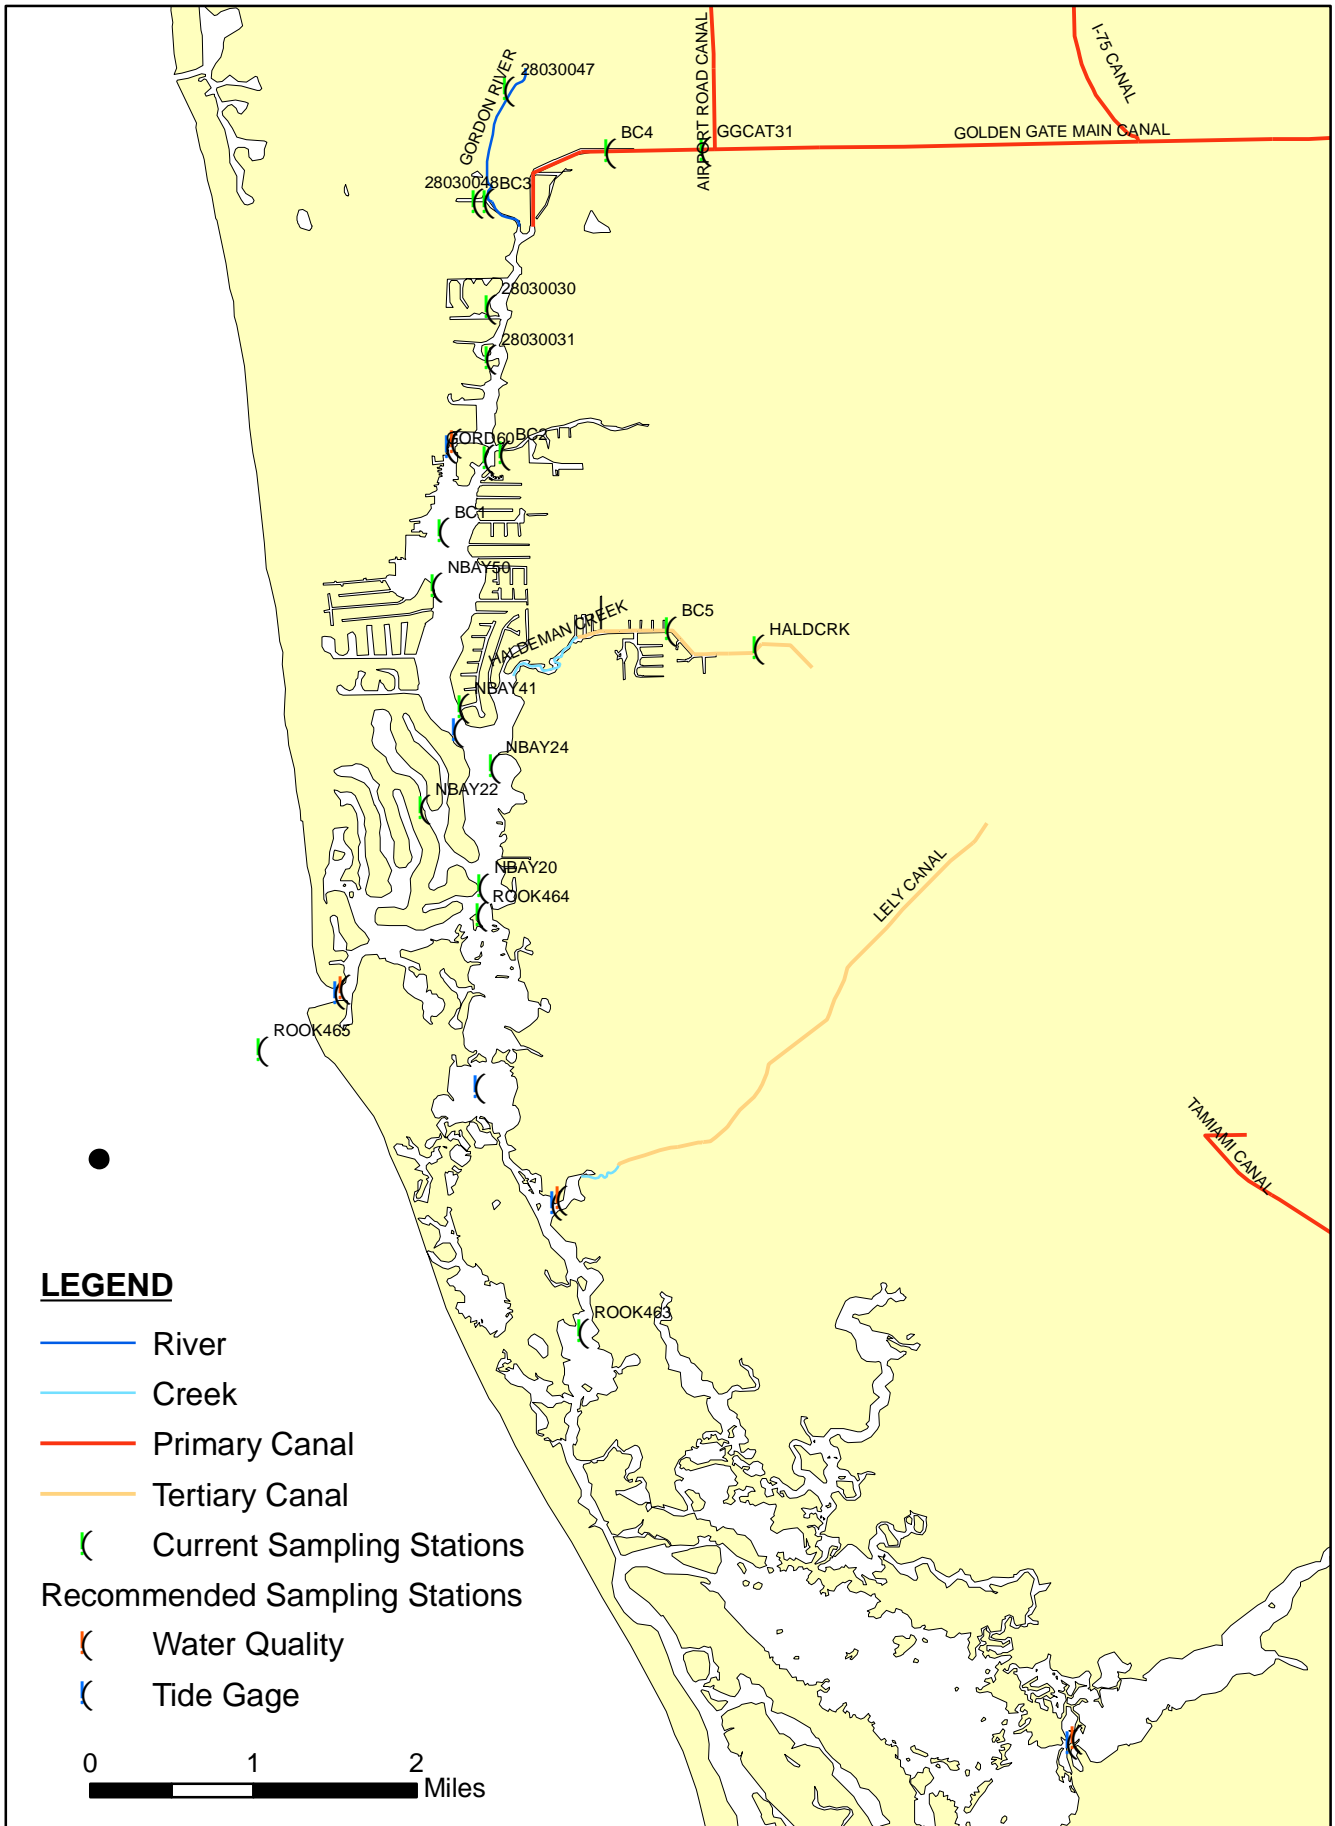 GORDON RIVER
28030047
AIRPORT ROAD CANAL
I-75 CANAL
BC4
GGCAT31
GOLDEN GATE MAIN CANAL
28030048
BC3
28030030
28030031
GORD60
BC2
BC1
NBAY50
HALDEMAN CREEK
BC5
HALDCRK
NBAY41
NBAY24
NBAY22
NBAY20
ROOK464
LELY CANAL
ROOK465
TAMIAMI CANAL
ROOK463
LEGEND
River
Creek
Primary Canal
Tertiary Canal
Current Sampling Stations
Recommended Sampling Stations
Water Quality
Tide Gage
0 1 2
Miles